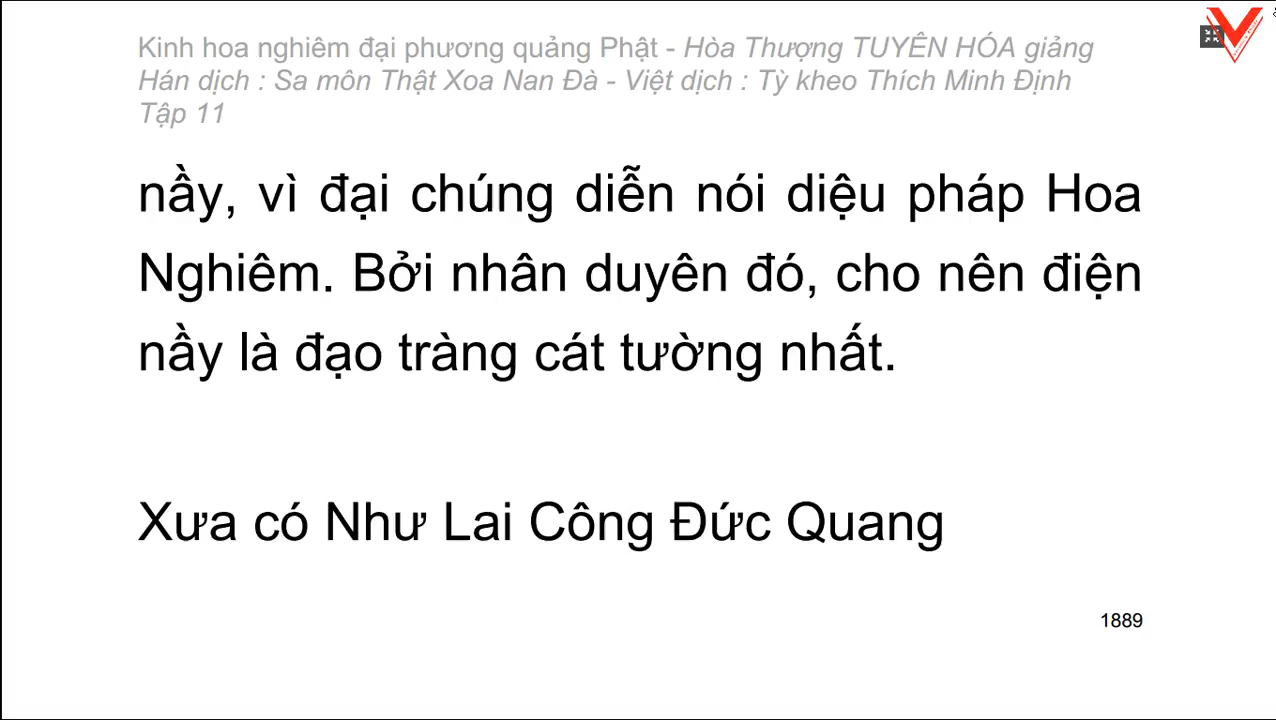 Kinh hoa nghiêm đại phương quảng Phật - Hòa Thượng TUYÊN HÓA giảng
Hán dịch : Sa môn Thật Xoa Nan Đà - Việt dịch : Tỳ kheo Thích Minh Định
Tập 11
nầy, vì đại chúng diễn nói diệu pháp Hoa
Nghiêm. Bởi nhân duyên đó, cho nên điện
nầy là đạo tràng cát tường nhất.
Xưa có Như Lai Công Đức Quang
1889